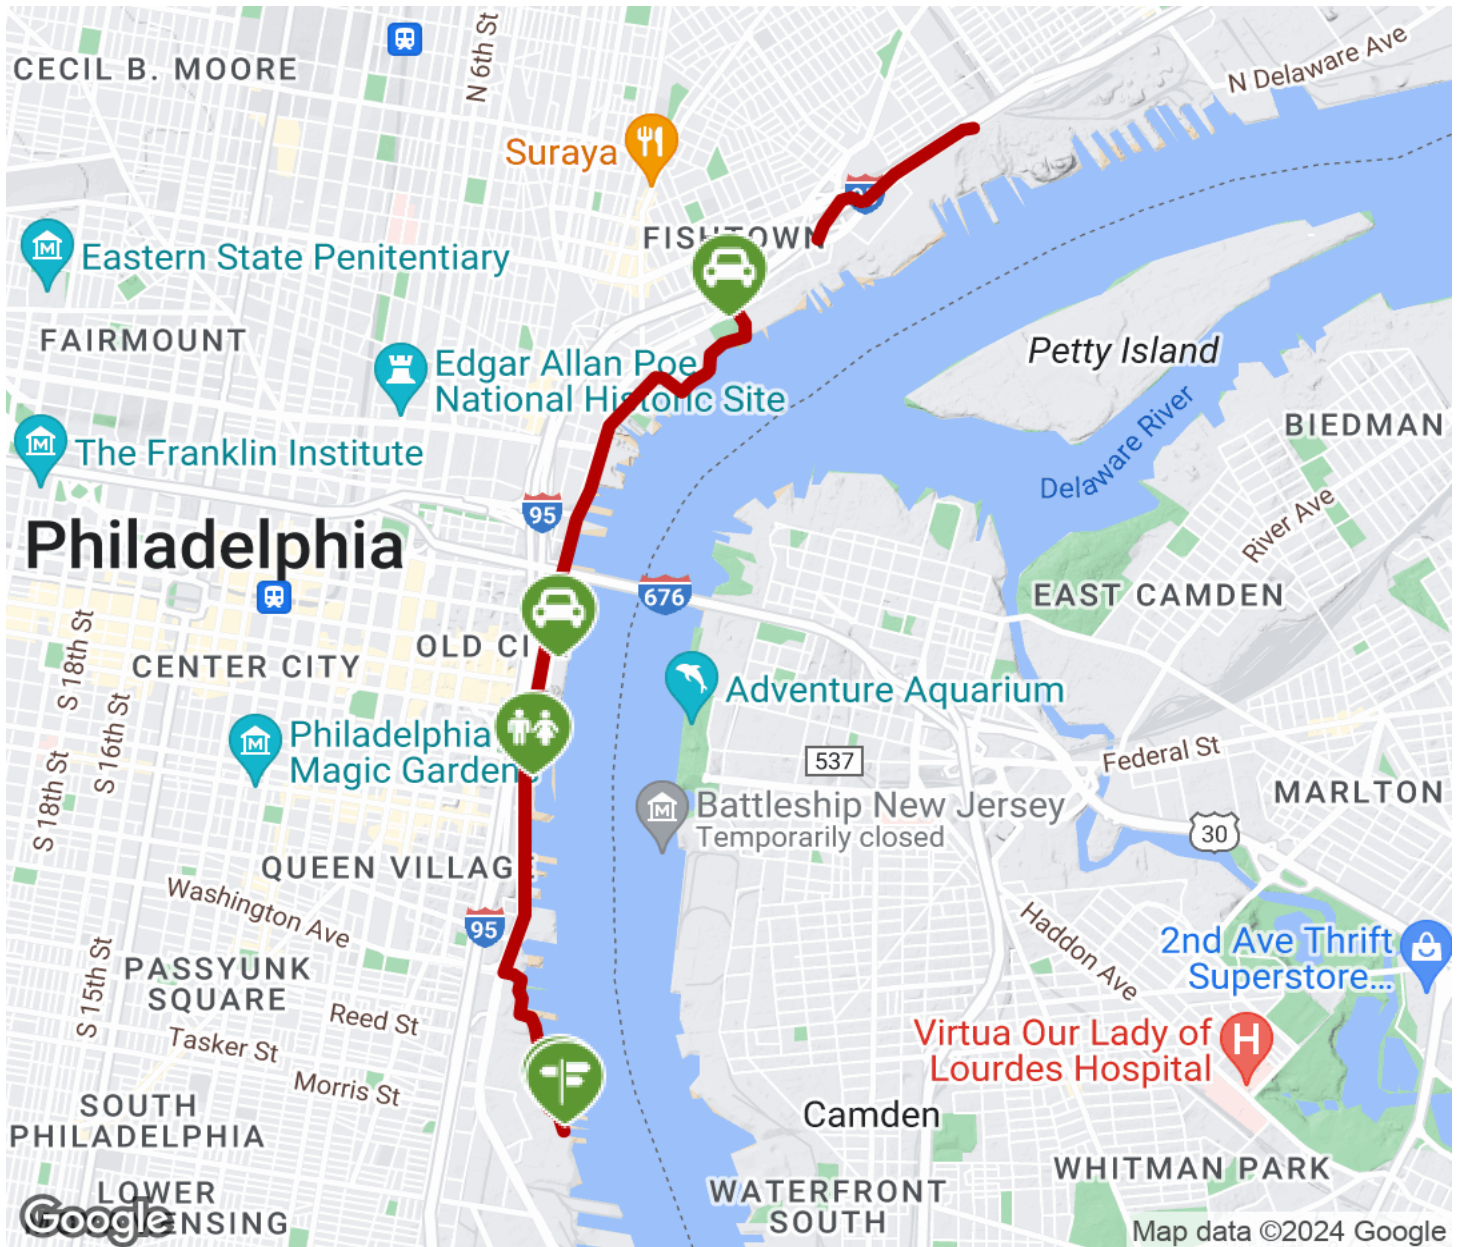 N 6th St
CECIL B. MOORE
N Delaware Ave
Suraya
FISHTOWN
Eastern State Penitentiary
FAIRMOUNT
Petty Island
Edgar Allan Poe
National Historic Site
Delaware River
BIEDMAN
The Franklin Institute
95
River Ave
Philadelphia
676
EAST CAMDEN
S 18th St
OLD CI
CENTER CITY
Adventure Aquarium
S 16th St
Philadelphia
Magic Gardens
537
Federal St
S 18th St
MARLTON
Battleship New Jersey
Temporarily closed
30
QUEEN VILLAGE
Washington Ave
95
Haddon Ave
2nd Ave Thrift
Superstore...
S 15th St
PASSYUNK
SQUARE
Reed St
Tasker St
Virtua Our Lady of
Lourdes Hospital
H
Morris St
SOUTH
PHILADELPHIA
Camden
WHITMAN PARK
LOWER
WATERFRONT
SOUTH
Google
Map data ©2024 Google